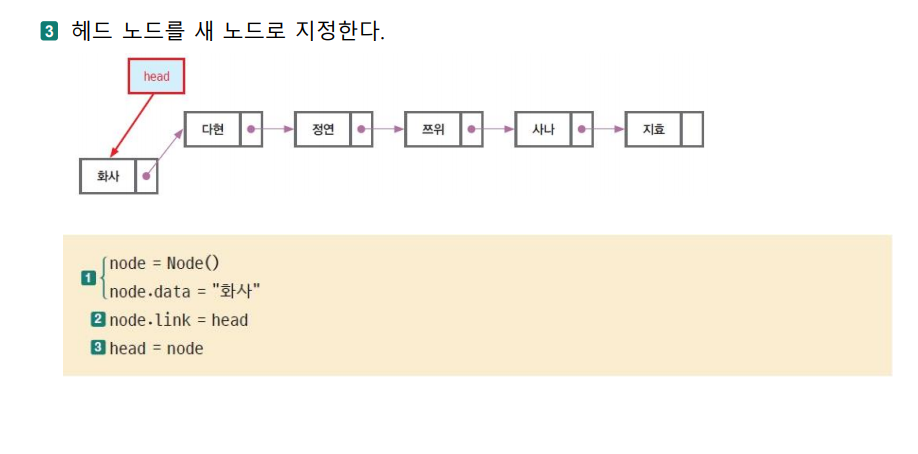 3 헤드 노드를 새 노드로 지정한다.
head
다현 정연 쯔위 사나 지효
화사
1 node = Node()
node.data = "화사"
2 node.link = head
3 head = node